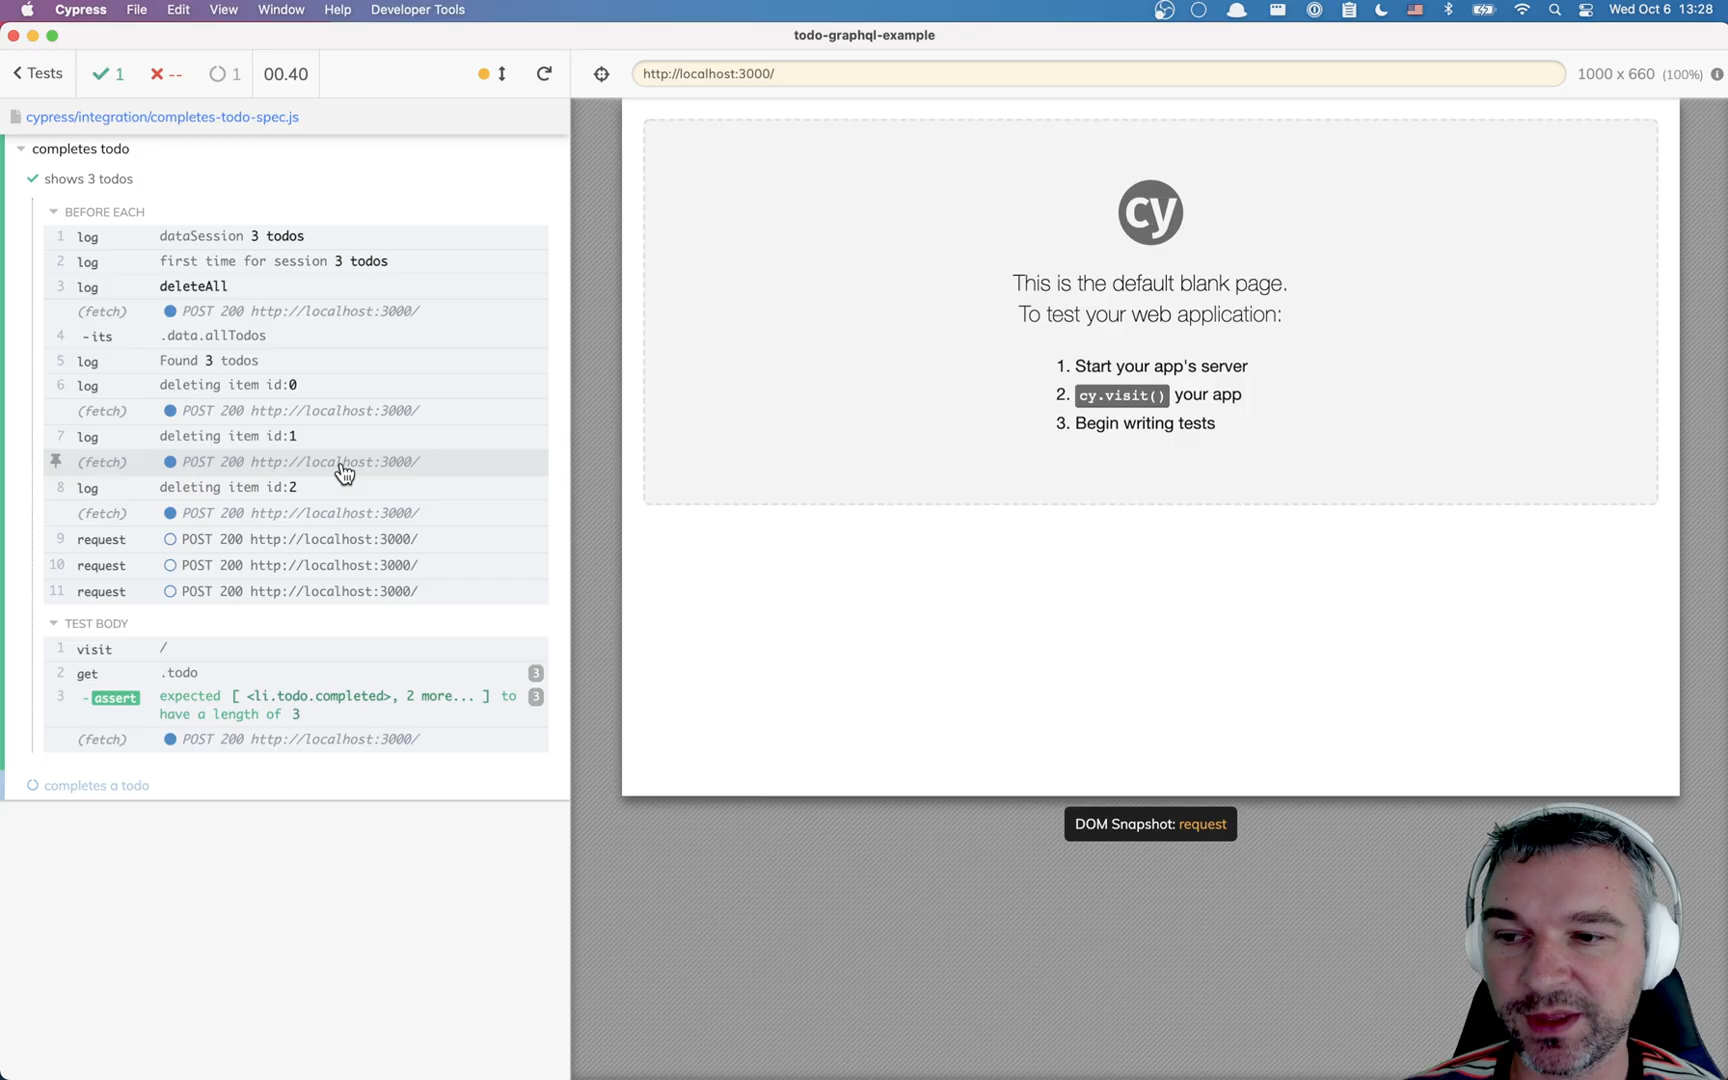 Cypress File Edit View Window Help Developer Tools
Wed Oct 6 13:28
todo-graphql-example
Tests 1 -- 1 00.40
http://localhost:3000/
1000 x 660 (100%)
cypress/integration/completes-todo-spec.js
completes todo
shows 3 todos
BEFORE EACH
1 log dataSession 3 todos
2 log first time for session 3 todos
3 log deleteAll
(fetch) POST 200 http://localhost:3000/
4 -its .data.allTodos
5 log Found 3 todos
6 log deleting item id:0
(fetch) POST 200 http://localhost:3000/
7 log deleting item id:1
(fetch) POST 200 http://localhost:3000/
8 log deleting item id:2
(fetch) POST 200 http://localhost:3000/
9 request POST 200 http://localhost:3000/
10 request POST 200 http://localhost:3000/
11 request POST 200 http://localhost:3000/
TEST BODY
1 visit /
2 get .todo 3
3 -assert expected [ <li.todo.completed>, 2 more... ] to 3
have a length of 3
(fetch) POST 200 http://localhost:3000/
completes a todo
cy
This is the default blank page.
To test your web application:
1. Start your app's server
2. cy.visit() your app
3. Begin writing tests
DOM Snapshot: request